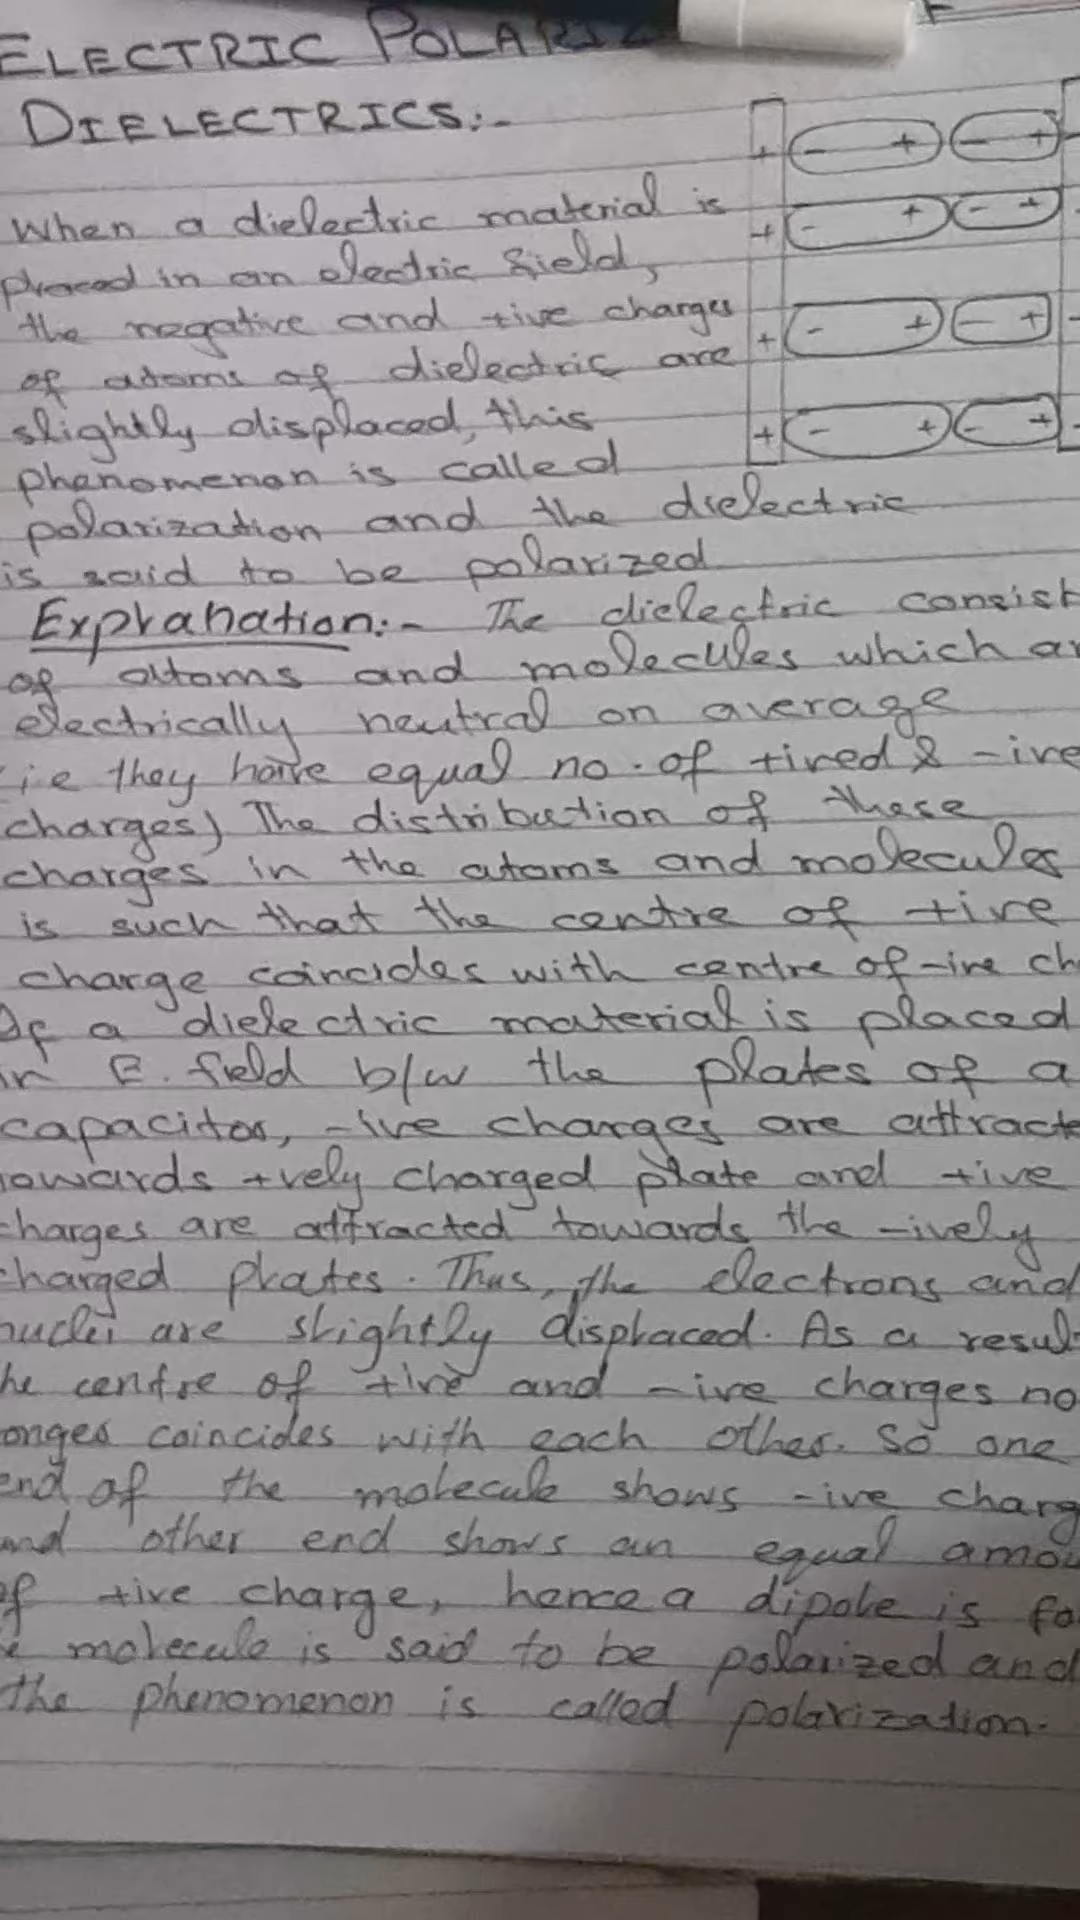 ELECTRIC POLARIZ
DIELECTRICS:-
When a dielectric material is
placed in an electric field,
the negative and +ive charges
of atoms of dielectric are
slightly displaced, this
phenomenon is called
polarization and the dielectric
is said to be polarized
Explanation:- The dielectric consist
of atoms and molecules which ar
electrically neutral on average
i.e they have equal no. of +ived & -ive
charges) The distribution of these
charges in the atoms and molecules
is such that the centre of +ive
charge coincides with centre of -ive ch
If a dielectric material is placed
in E. field b/w the plates of a
capacitor, -ive charges are attracte
towards +vely charged plate and +ive
charges are attracted towards the -ively
charged plates. Thus, the electrons and
nuclei are slightly displaced. As a resul
he centre of +ive and -ive charges no
onger coincides with each other. So one
end of the molecule shows -ive charg
and other end shows an equal amou
of +ive charge, hence a dipole is fo
e molecule is said to be polarized and
the phenomenon is called polarization.
+ - + - +
+ - + - +
+ - + - +
+ - + - +